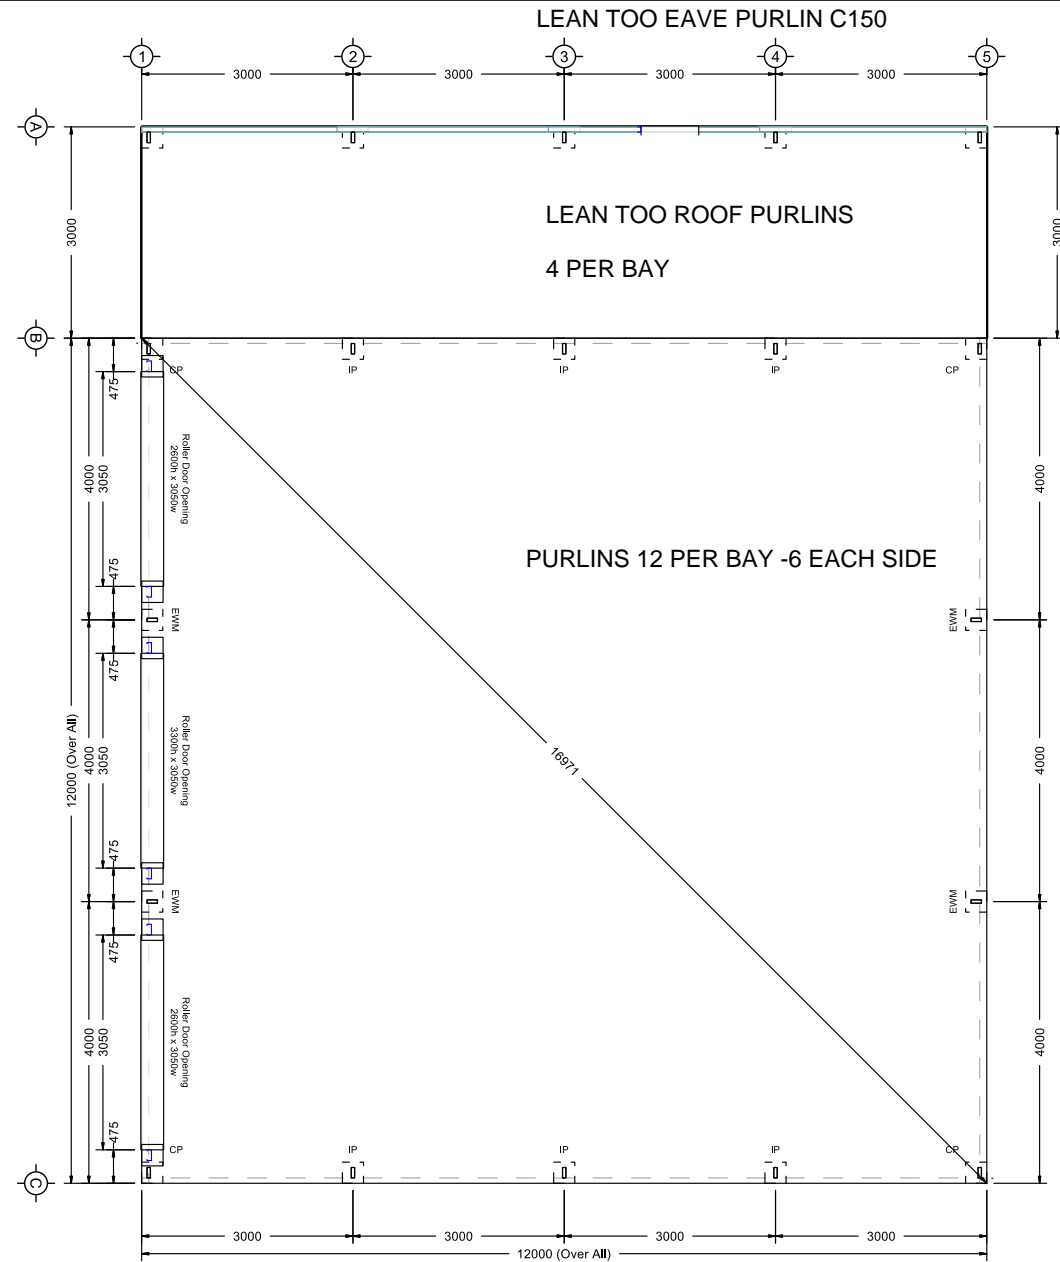 LEAN TOO EAVE PURLIN C150
1 2 3 4 5
3000 3000 3000 3000
A
3000
3000
LEAN TOO ROOF PURLINS
4 PER BAY
B
CP IP IP IP CP
475
4000
3050
Roller Door Opening
2600h x 3050w
4000
PURLINS 12 PER BAY -6 EACH SIDE
475
EWM
EWM
475
12000 (Over All)
4000
3050
Roller Door Opening
3300h x 3050w
16971
4000
475
EWM
EWM
475
4000
3050
Roller Door Opening
2600h x 3050w
4000
475
CP IP IP IP CP
C
3000 3000 3000 3000
12000 (Over All)